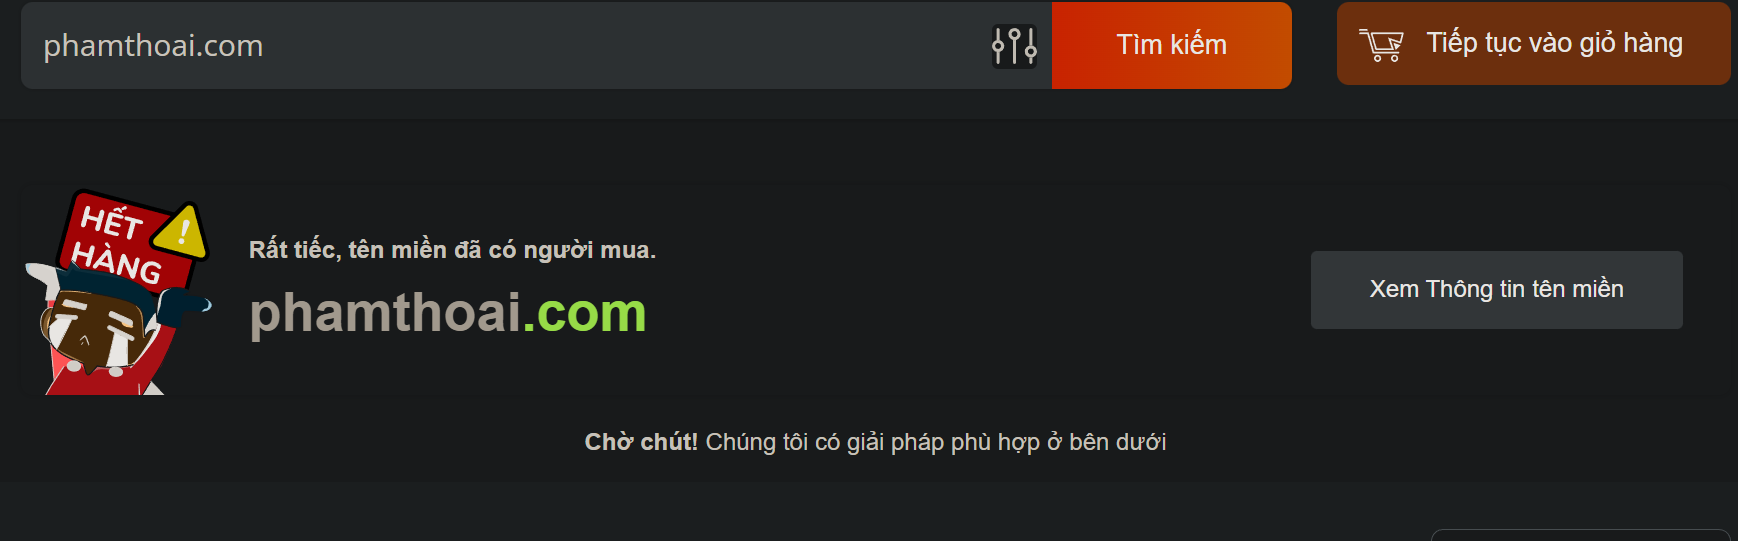 phamthoai.com
Tìm kiếm
Tiếp tục vào giỏ hàng
HẾT
HÀNG
!
Rất tiếc, tên miền đã có người mua.
phamthoai.com
Xem Thông tin tên miền
Chờ chút! Chúng tôi có giải pháp phù hợp ở bên dưới